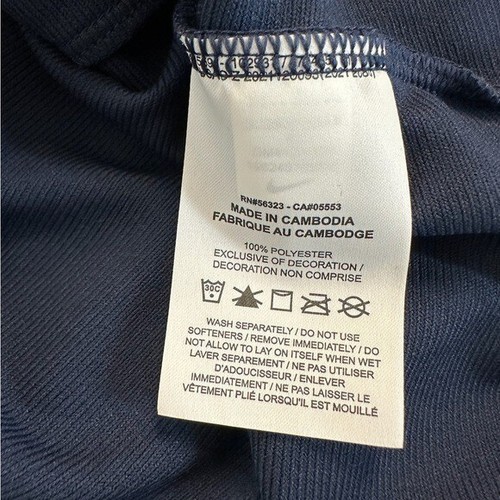 RN#56323 - CA#05553
MADE IN CAMBODIA
FABRIQUE AU CAMBODGE
100% POLYESTER
EXCLUSIVE OF DECORATION /
DECORATION NON COMPRISE
30C
WASH SEPARATELY / DO NOT USE
SOFTENERS / REMOVE IMMEDIATELY / DO
NOT ALLOW TO LAY ON ITSELF WHEN WET
LAVER SEPAREMENT / NE PAS UTILISER
D'ADOUCISSEUR / ENLEVER
IMMEDIATEMENT / NE PAS LAISSER LE
VÊTEMENT PLIÉ LORSQU'IL EST MOUILLÉ